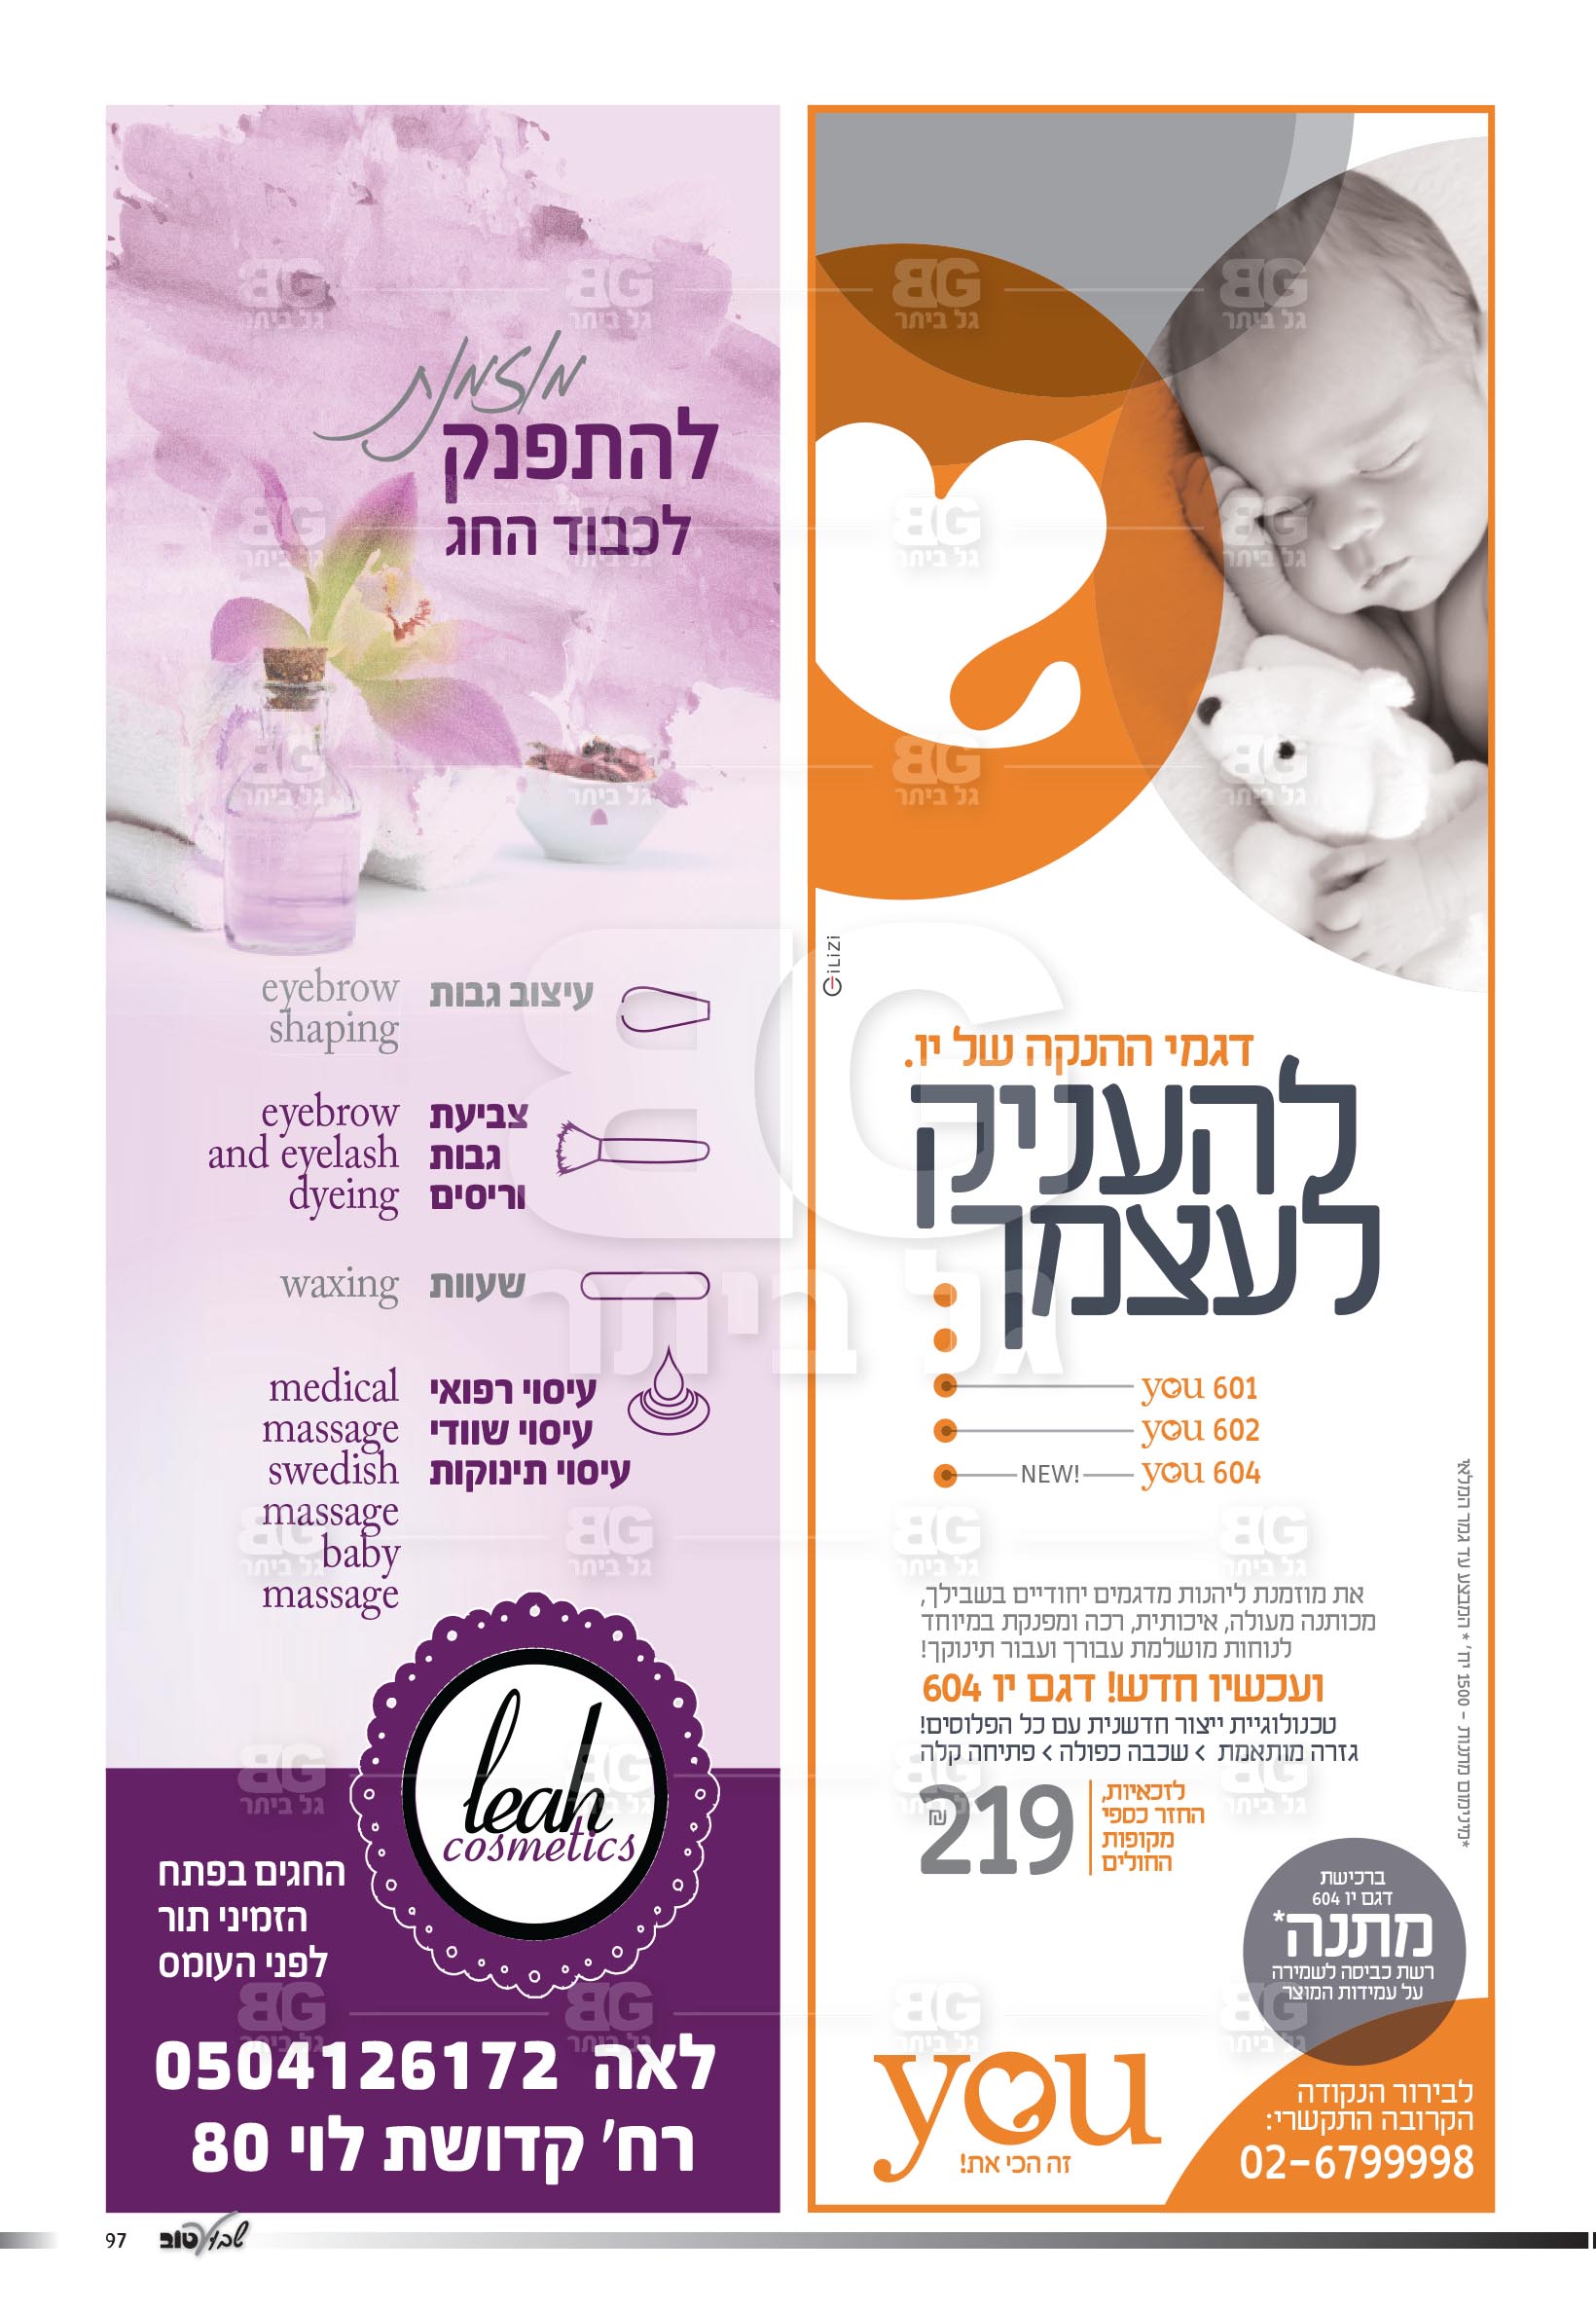 דגמי ההנקה של יו.
להעניק
לעצמך
you 601
you 602
NEW! you 604
את מוזמנת ליהנות מדגמים יחודיים בשבילך,
מכותנה מעולה, איכותית, רכה ומפנקת במיוחד
לנוחות מושלמת עבורך ועבור תינוקך!
ועכשיו חדש! דגם יו 604
טכנולוגיית ייצור חדשנית עם כל הפלוסים!
גזרה מותאמת > שכבה כפולה > פתיחה קלה
לזכאיות,
החזר כספי
מקופות
החולים
219 ₪
*מינימום מתנות - 1500 יח' * המבצע עד גמר המלאי
ברכישת
דגם יו 604
מתנה*
רשת כביסה לשמירה
על עמידות המוצר
you
זה הכי את!
לבירור הנקודה
הקרובה התקשרי:
02-6799998
GiLiZi
מוזמנת
להתפנק
לכבוד החג
עיצוב גבות
eyebrow
shaping
צביעת
גבות
וריסים
eyebrow
and eyelash
dyeing
שעוות
waxing
עיסוי רפואי
עיסוי שוודי
עיסוי תינוקות
medical
massage
swedish
massage
baby
massage
leah
cosmetics
החגים בפתח
הזמיני תור
לפני העומס
לאה 0504126172
רח' קדושת לוי 80
BG
גל ביתר
97
שבוע טוב